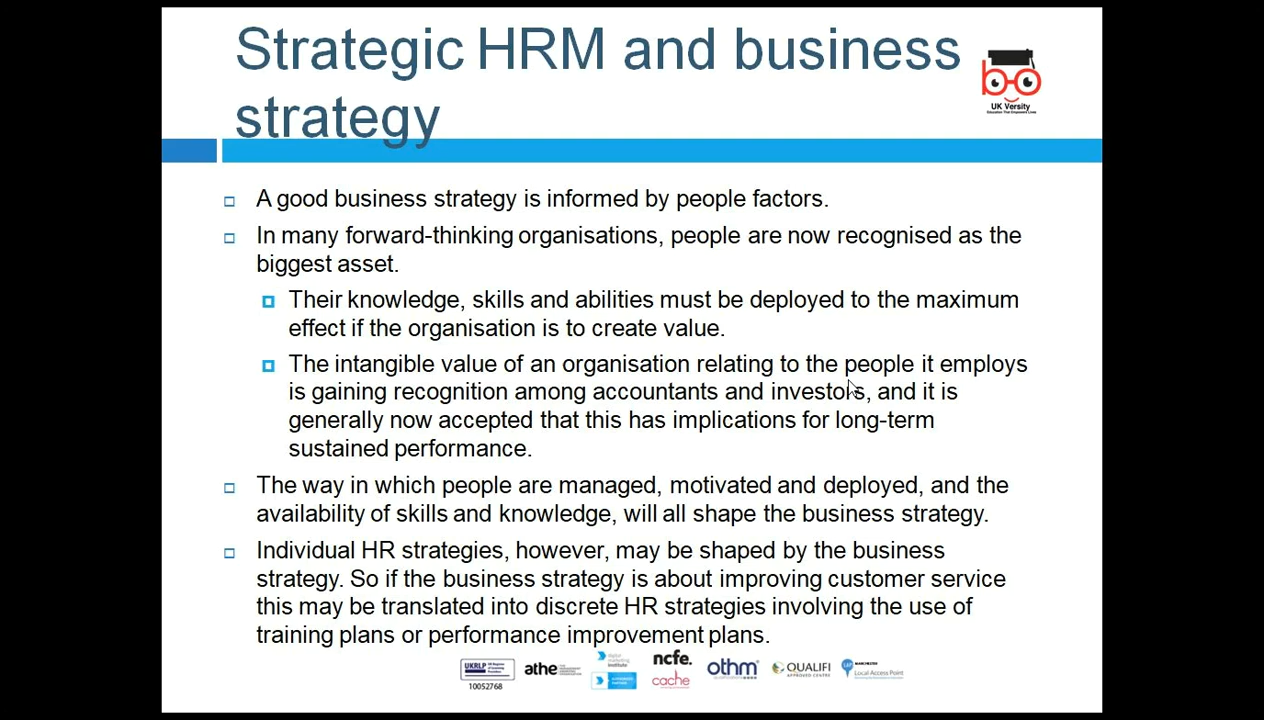 Strategic HRM and business
strategy
UK Versity
A good business strategy is informed by people factors.
In many forward-thinking organisations, people are now recognised as the
biggest asset.
Their knowledge, skills and abilities must be deployed to the maximum
effect if the organisation is to create value.
The intangible value of an organisation relating to the people it employs
is gaining recognition among accountants and investors, and it is
generally now accepted that this has implications for long-term
sustained performance.
The way in which people are managed, motivated and deployed, and the
availability of skills and knowledge, will all shape the business strategy.
Individual HR strategies, however, may be shaped by the business
strategy. So if the business strategy is about improving customer service
this may be translated into discrete HR strategies involving the use of
training plans or performance improvement plans.
UKRLP
10052768
athe
digital
marketing
institute
ncfe.
cache
othm
QUALIFI
APPROVED CENTRE
LAP
MANCHESTER
Local Access Point